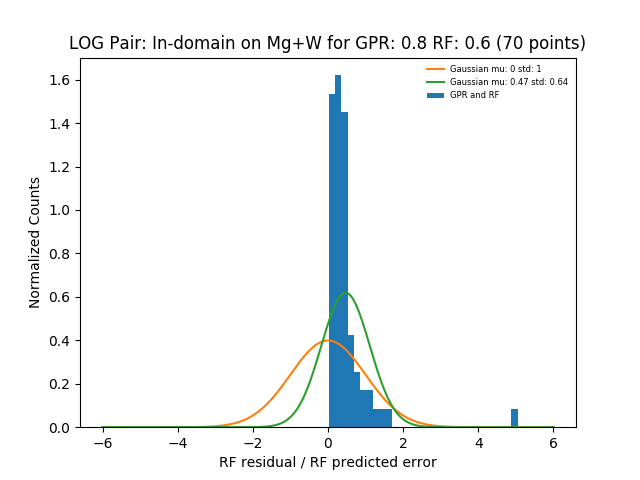 LOG Pair: In-domain on Mg+W for GPR: 0.8 RF: 0.6 (70 points)
Gaussian mu: 0 std: 1
Gaussian mu: 0.47 std: 0.64
GPR and RF
1.6
1.4
1.2
1.0
0.8
0.6
0.4
0.2
0.0
Normalized Counts
−6 −4 −2 0 2 4 6
RF residual / RF predicted error